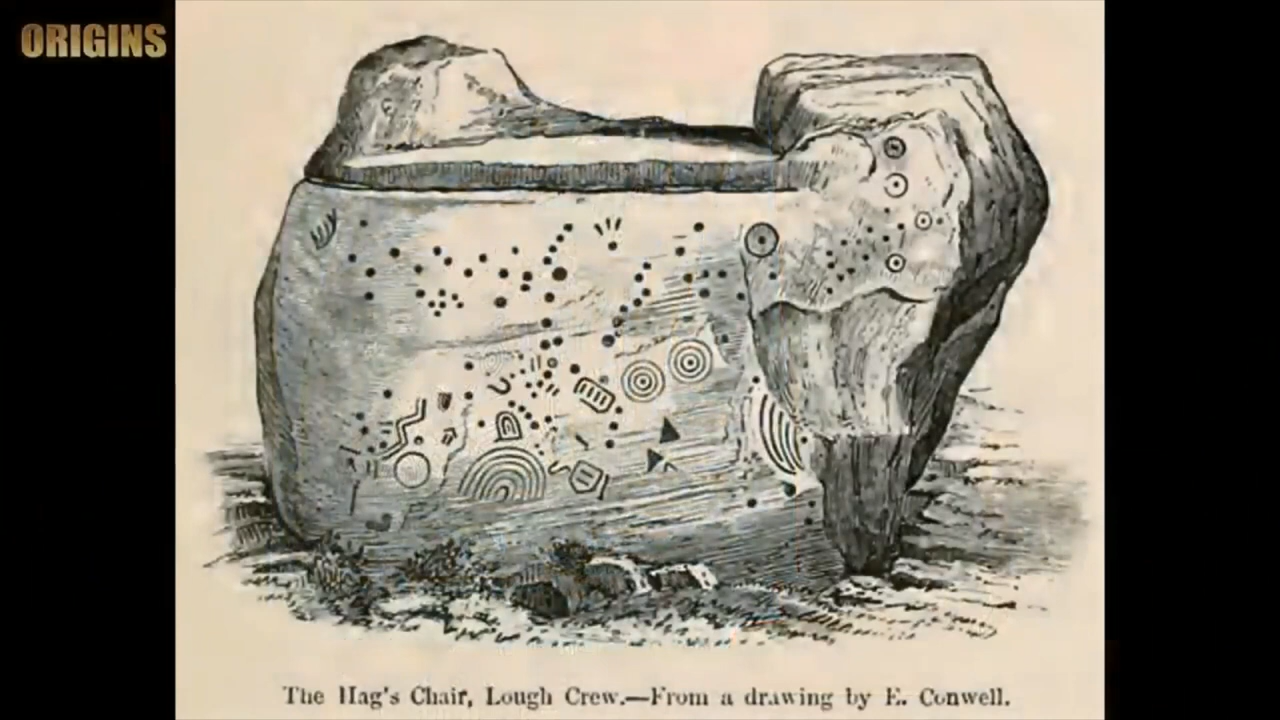 ORIGINS
The Hag's Chair, Lough Crew.—From a drawing by E. Conwell.